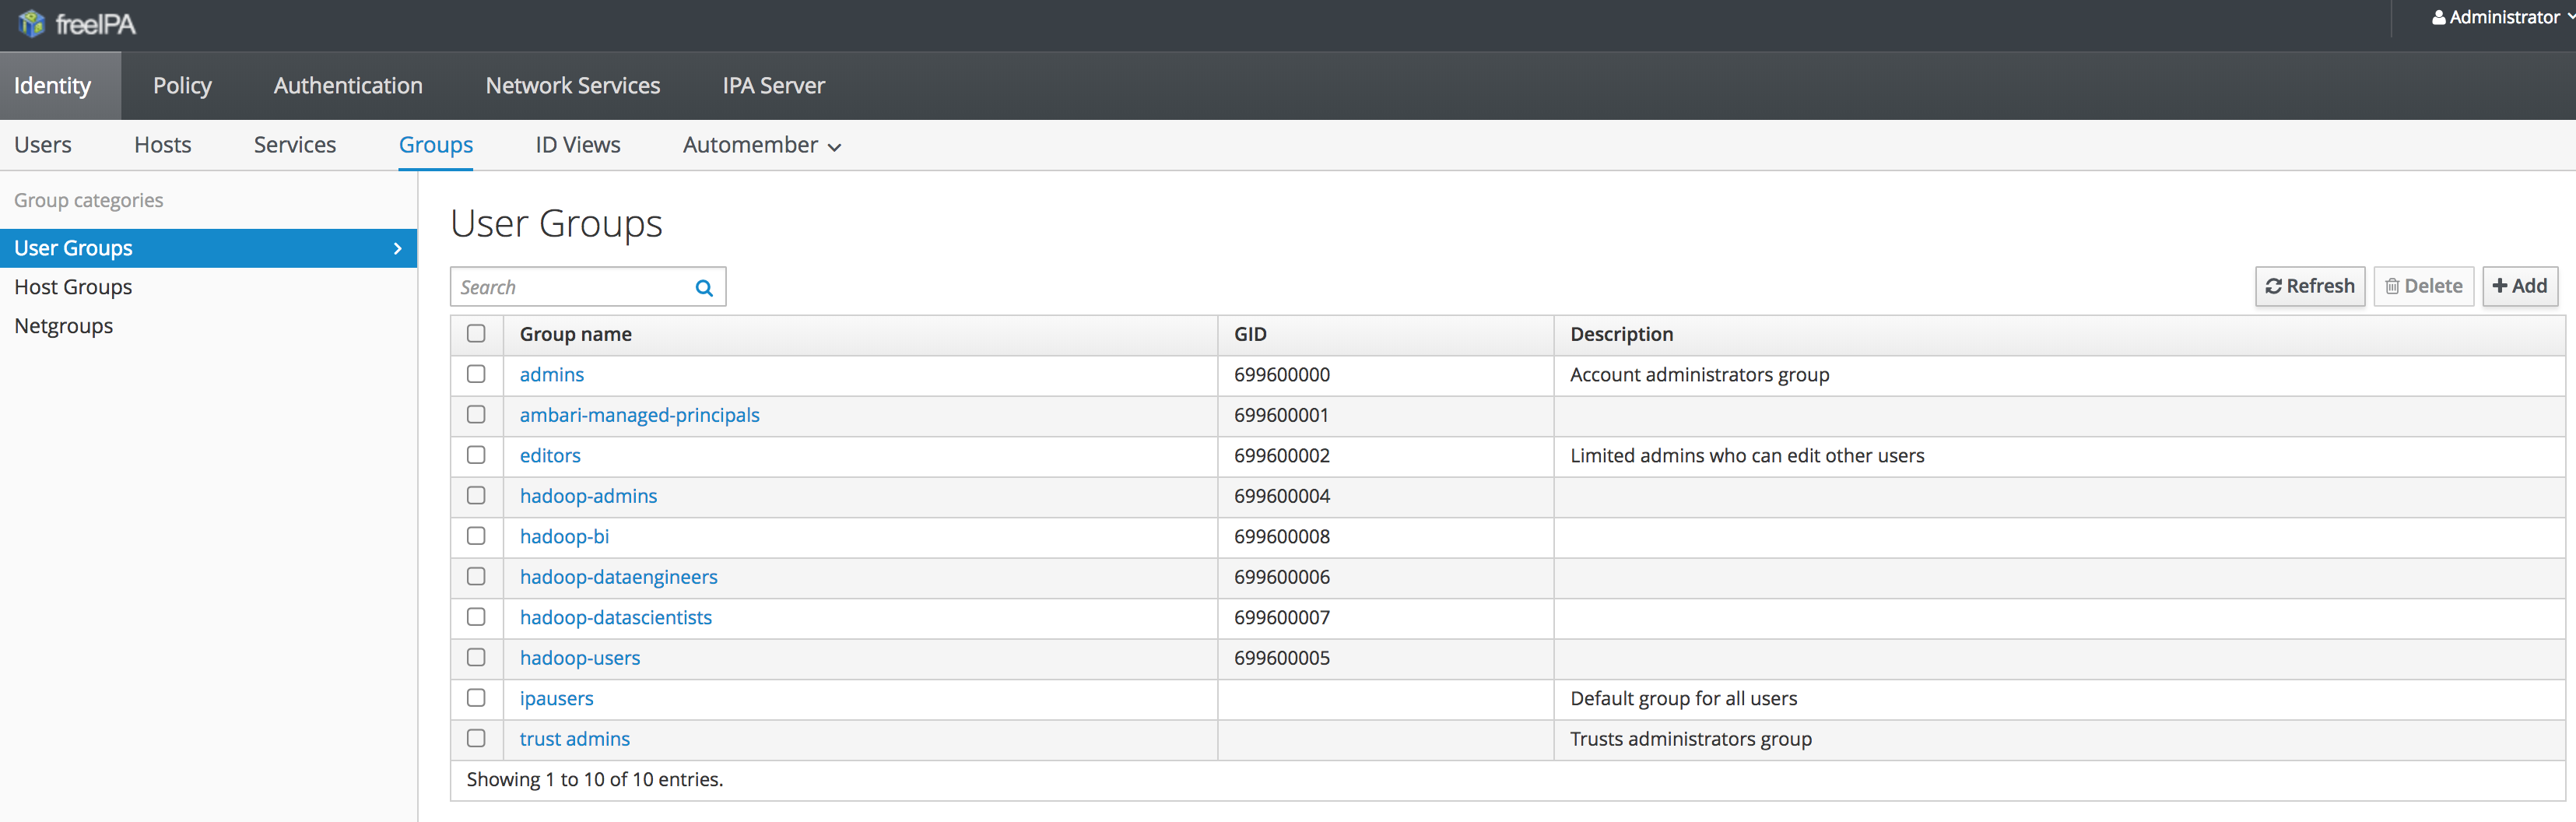 freeIPA Administrator
Identity Policy Authentication Network Services IPA Server
Users Hosts Services Groups ID Views Automember
Group categories
User Groups
Host Groups
Netgroups
User Groups
Search Refresh Delete Add
Group name GID Description
admins 699600000 Account administrators group
ambari-managed-principals 699600001
editors 699600002 Limited admins who can edit other users
hadoop-admins 699600004
hadoop-bi 699600008
hadoop-dataengineers 699600006
hadoop-datascientists 699600007
hadoop-users 699600005
ipausers Default group for all users
trust admins Trusts administrators group
Showing 1 to 10 of 10 entries.